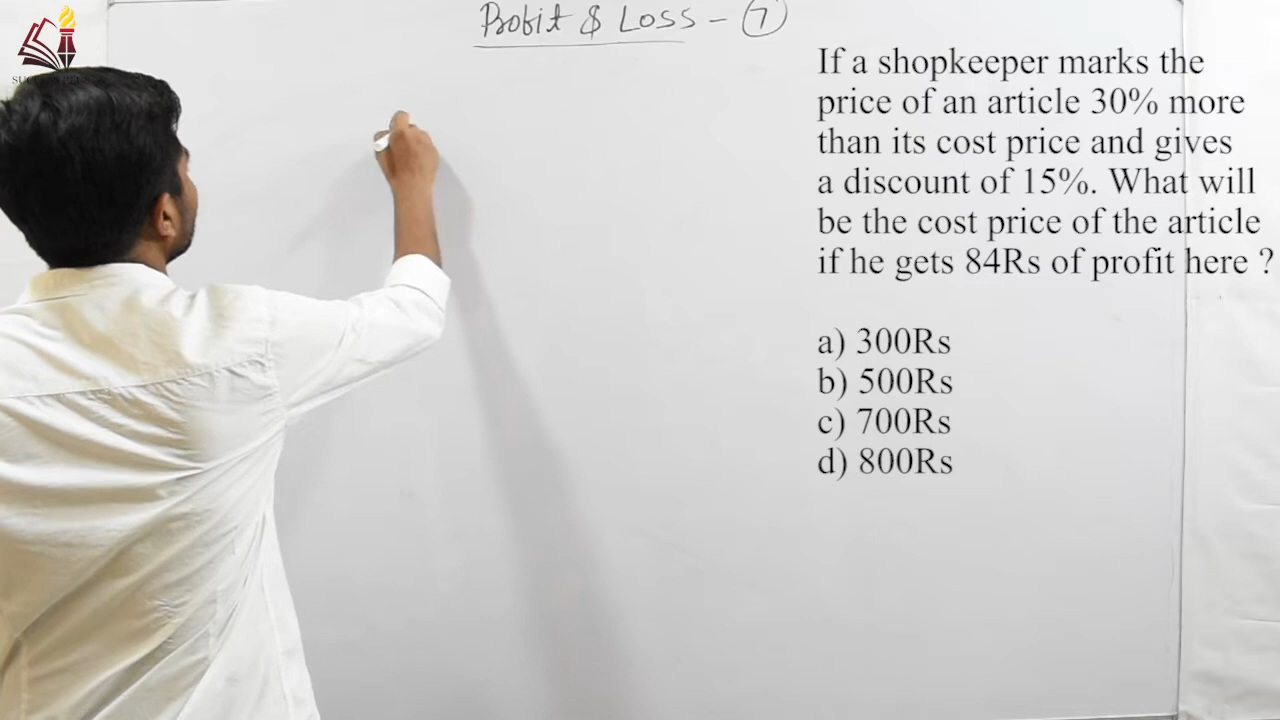 Profit & Loss - 7
If a shopkeeper marks the
price of an article 30% more
than its cost price and gives
a discount of 15%. What will
be the cost price of the article
if he gets 84Rs of profit here ?
a) 300Rs
b) 500Rs
c) 700Rs
d) 800Rs